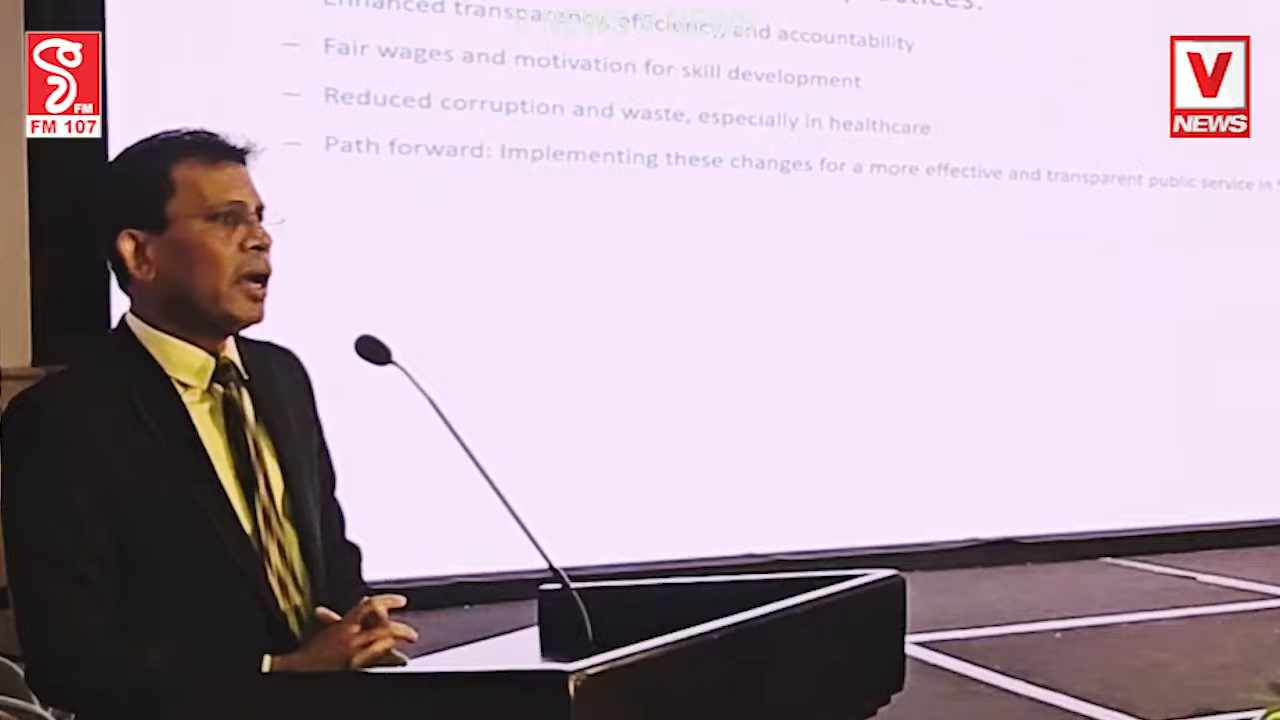 Enhanced transparency, efficiency, and accountability
– Fair wages and motivation for skill development
– Reduced corruption and waste, especially in healthcare
– Path forward: Implementing these changes for a more effective and transparent public service in
FM
FM 107
V
NEWS